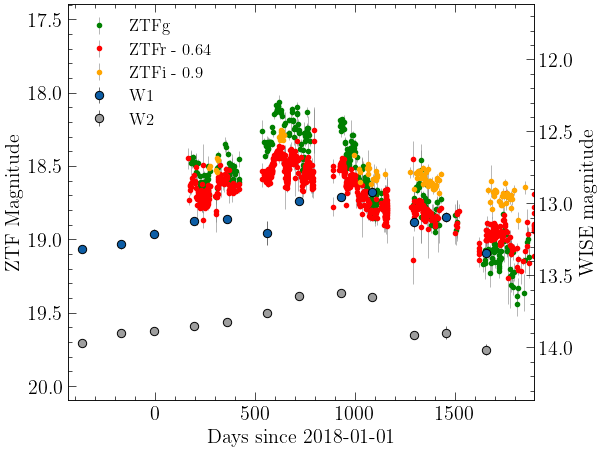 ZTFg
ZTFr - 0.64
ZTFi - 0.9
W1
W2
17.5
18.0
18.5
19.0
19.5
20.0
ZTF Magnitude
12.0
12.5
13.0
13.5
14.0
WISE magnitude
0
500
1000
1500
Days since 2018-01-01